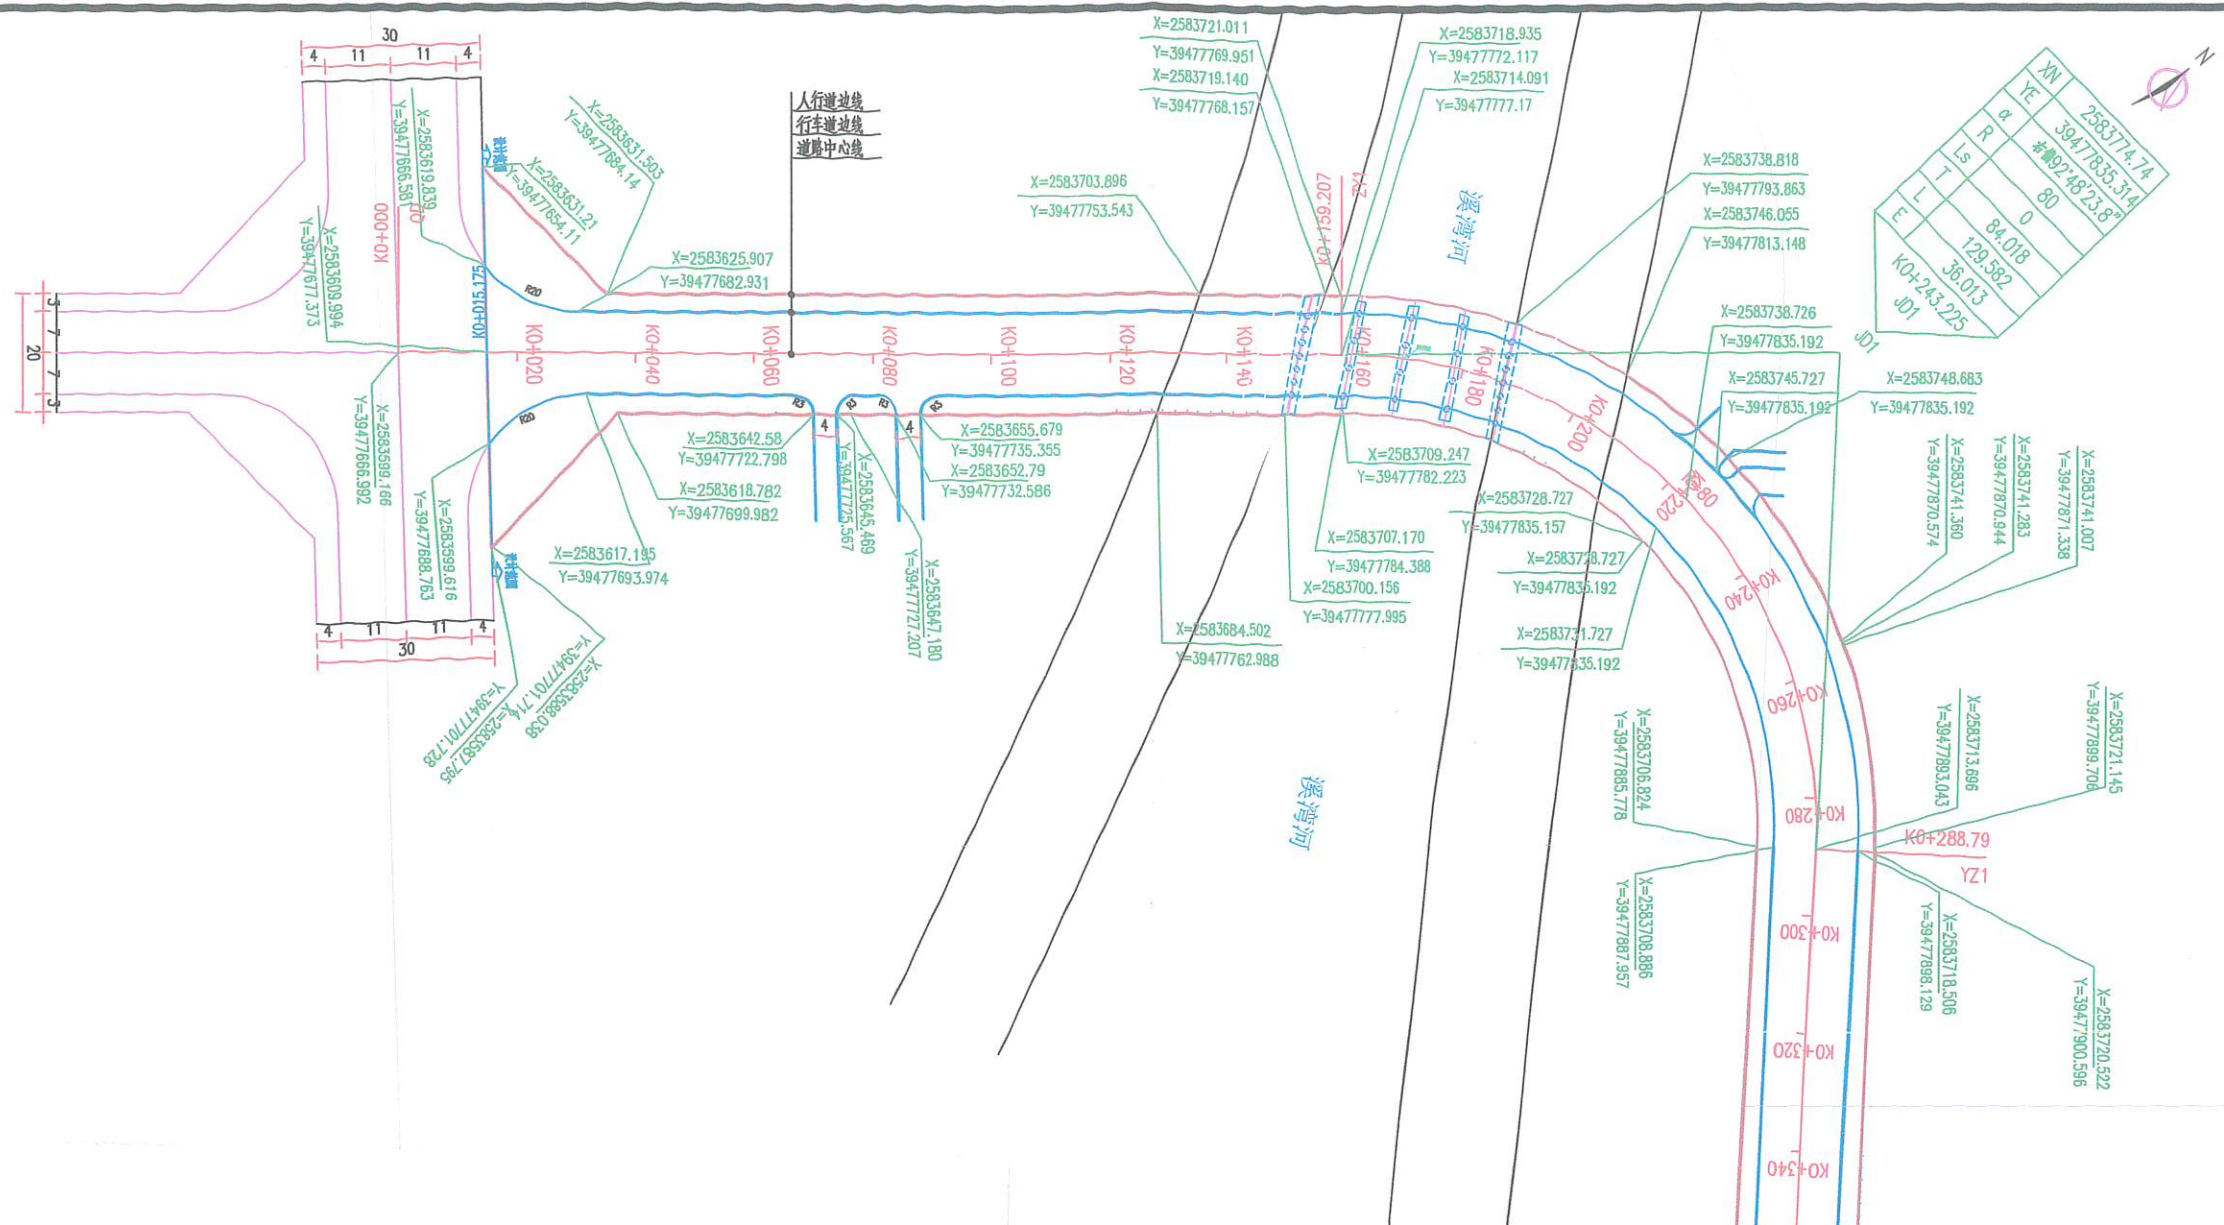 30
4
11
11
4
X=2583619.839
Y=39477666.581
X=2583609.994
Y=39477677.373
K0+000
K0+015.175
X=2583631.503
Y=39477684.14
X=2583631.21
Y=39477654.11
X=2583625.907
Y=39477682.931
人行道边线
行车道边线
道路中心线
X=2583721.011
Y=39477769.951
X=2583719.140
Y=39477768.157
X=2583718.935
Y=39477772.117
X=2583714.091
Y=39477777.17
X=2583703.896
Y=39477753.543
K0+159.207
ZY1
溪湾河
X=2583738.818
Y=39477793.863
X=2583746.055
Y=39477813.148
XN
2583774.74
YE
39477835.314
α
右偏92°48'23.8"
R
80
Ls
0
T
84.018
L
129.582
E
36.013
K0+243.225
JD1
JD1
N
X=2583738.726
Y=39477835.192
X=2583745.727
Y=39477835.192
X=2583748.683
Y=39477835.192
3
7
7
3
20
R20
R20
K0+020
K0+040
K0+060
K0+080
K0+100
K0+120
K0+140
K0+160
K0+180
K0+200
K0+220
K0+240
K0+260
K0+280
K0+300
K0+320
K0+340
R3
R3
R3
R3
4
4
X=2583599.166
Y=39477666.992
X=2583599.616
Y=39477688.763
X=2583617.195
Y=39477693.974
X=2583618.782
Y=39477699.982
X=2583642.58
Y=39477722.798
X=2583645.469
Y=39477725.567
X=2583647.180
Y=39477727.207
X=2583655.679
Y=39477735.355
X=2583652.79
Y=39477732.586
X=2583588.038
Y=39477701.714
X=2583587.795
Y=39477701.728
4
11
11
4
30
X=2583684.502
Y=39477762.988
X=2583709.247
Y=39477782.223
X=2583707.170
Y=39477784.388
X=2583700.156
Y=39477777.995
X=2583728.727
Y=39477835.157
X=2583728.727
Y=39477835.192
X=2583731.727
Y=39477835.192
溪湾河
X=2583741.360
Y=39477870.574
X=2583741.283
Y=39477870.944
X=2583741.007
Y=39477871.338
X=2583706.824
Y=39477885.778
X=2583708.886
Y=39477887.957
X=2583713.696
Y=39477893.043
X=2583721.145
Y=39477899.706
K0+288.79
YZ1
X=2583718.506
Y=39477898.129
X=2583720.522
Y=39477900.596